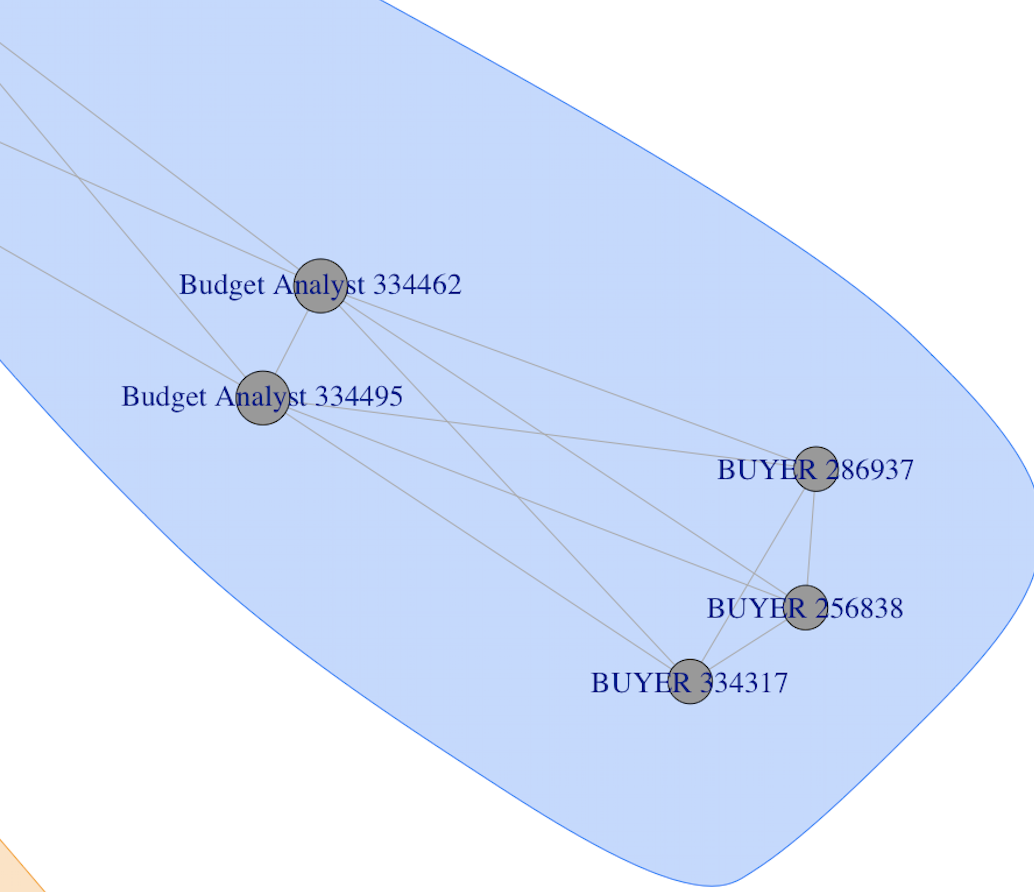 Budget Analyst 334462
Budget Analyst 334495
BUYER 286937
BUYER 256838
BUYER 334317